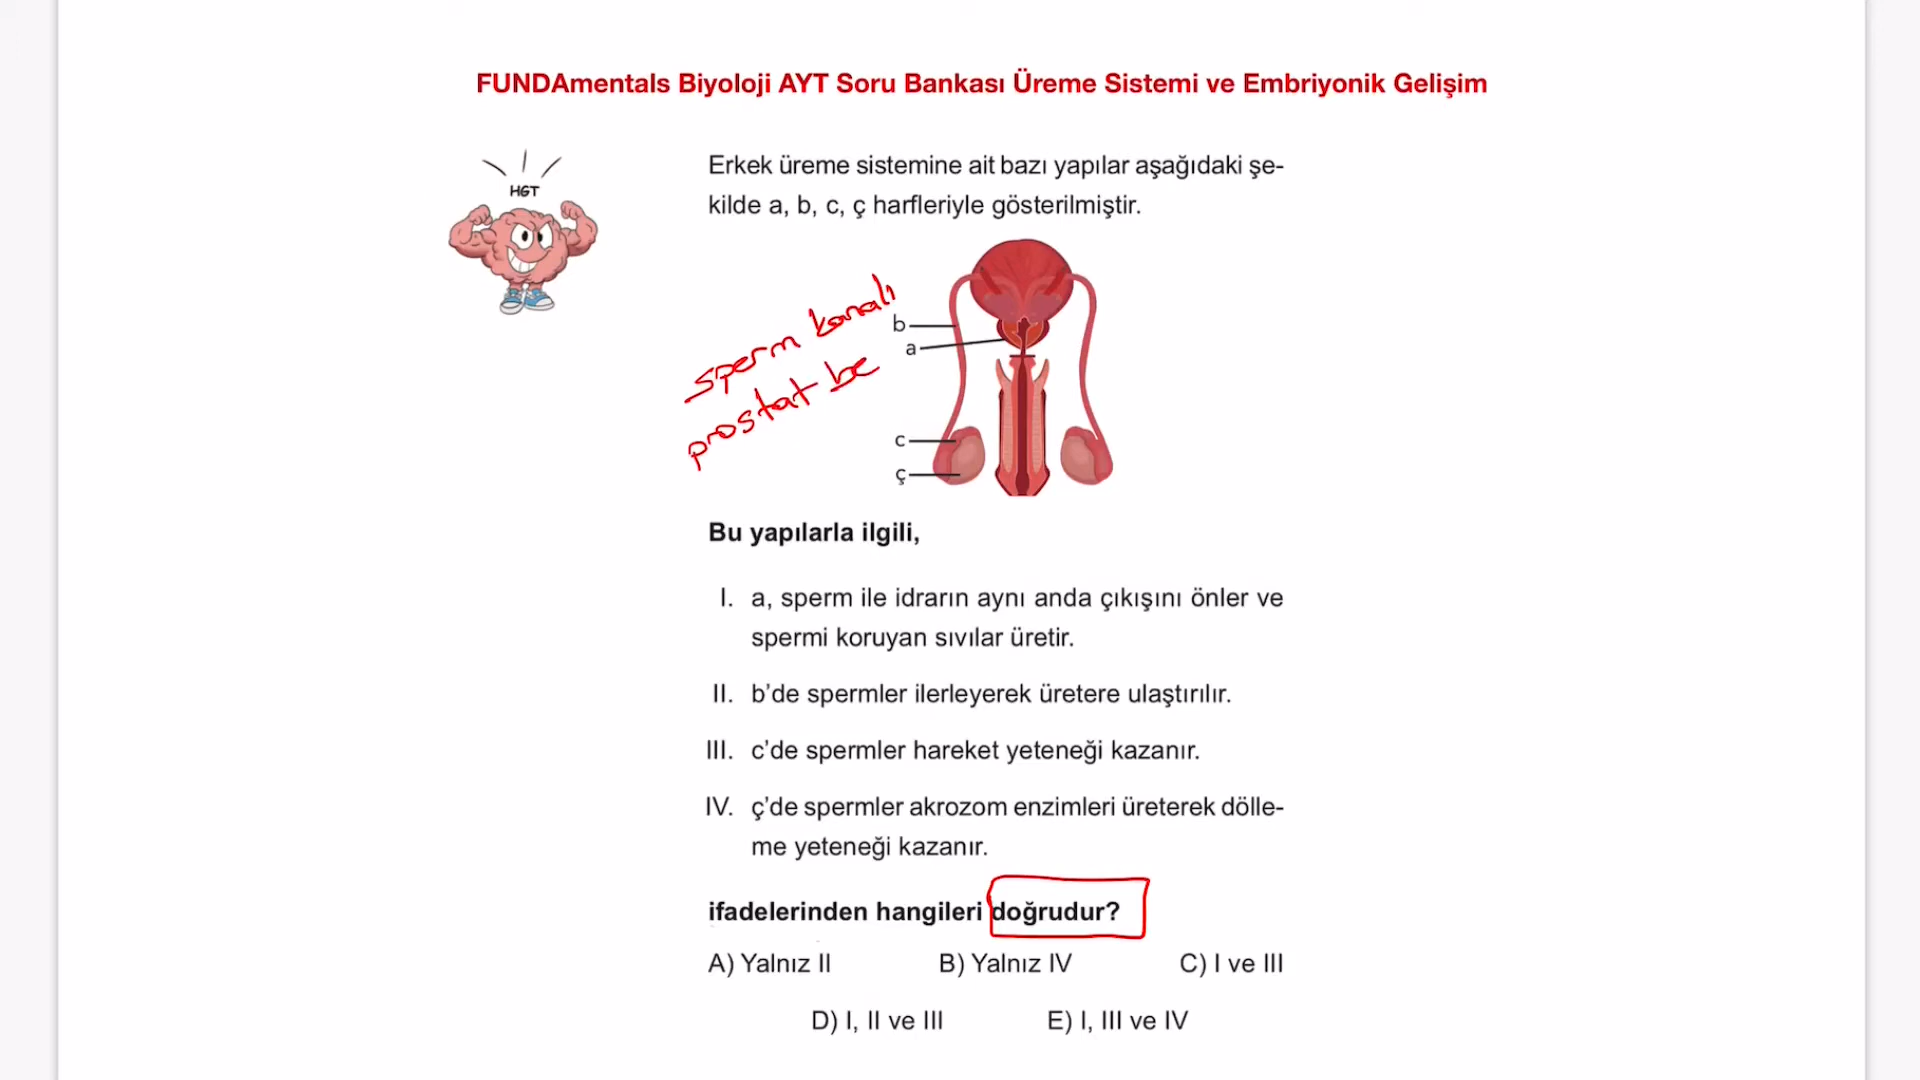 FUNDAmentals Biyoloji AYT Soru Bankası Üreme Sistemi ve Embriyonik Gelişim
HGT
Erkek üreme sistemine ait bazı yapılar aşağıdaki şe-
kilde a, b, c, ç harfleriyle gösterilmiştir.
sperm kanalı
prostat be
b
a
c
ç
Bu yapılarla ilgili,
I. a, sperm ile idrarın aynı anda çıkışını önler ve
spermi koruyan sıvılar üretir.
II. b’de spermler ilerleyerek üretere ulaştırılır.
III. c’de spermler hareket yeteneği kazanır.
IV. ç’de spermler akrozom enzimleri üreterek dölle-
me yeteneği kazanır.
ifadelerinden hangileri doğrudur?
A) Yalnız II B) Yalnız IV C) I ve III
D) I, II ve III E) I, III ve IV